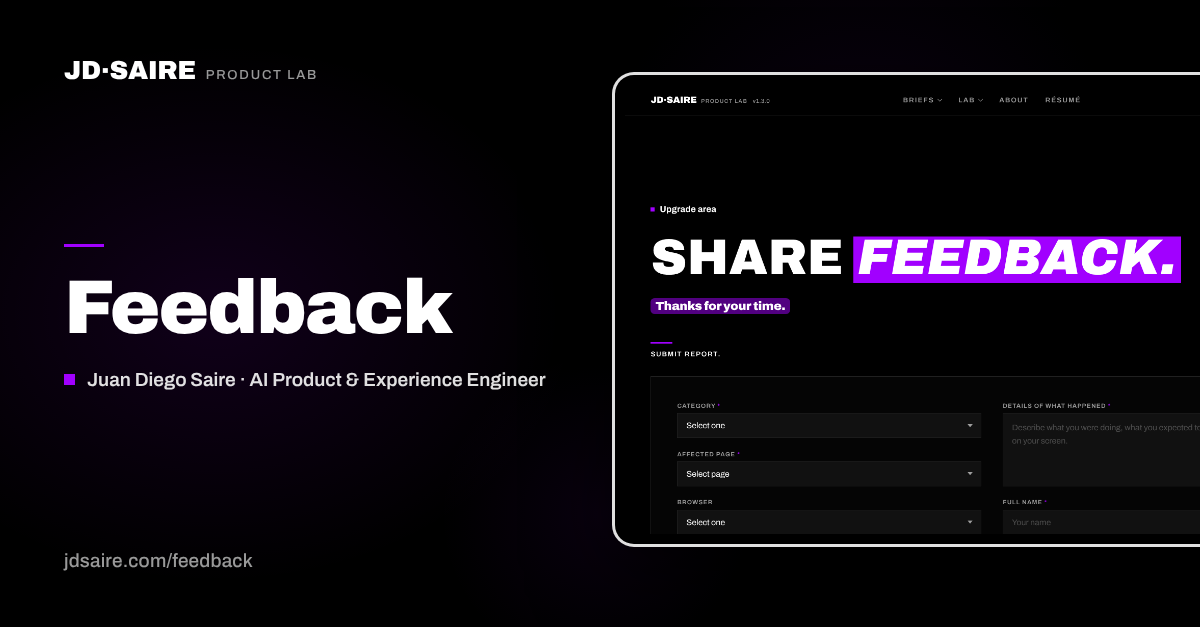 JD·SAIRE PRODUCT LAB
Feedback
Juan Diego Saire · AI Product & Experience Engineer
jdsaire.com/feedback
JD·SAIRE PRODUCT LAB v1.3.0
BRIEFS LAB ABOUT RÉSUMÉ
Upgrade area
SHARE FEEDBACK.
Thanks for your time.
SUBMIT REPORT.
CATEGORY *
Select one
AFFECTED PAGE *
Select page
BROWSER
Select one
DETAILS OF WHAT HAPPENED *
Describe what you were doing, what you expected to
on your screen.
FULL NAME *
Your name